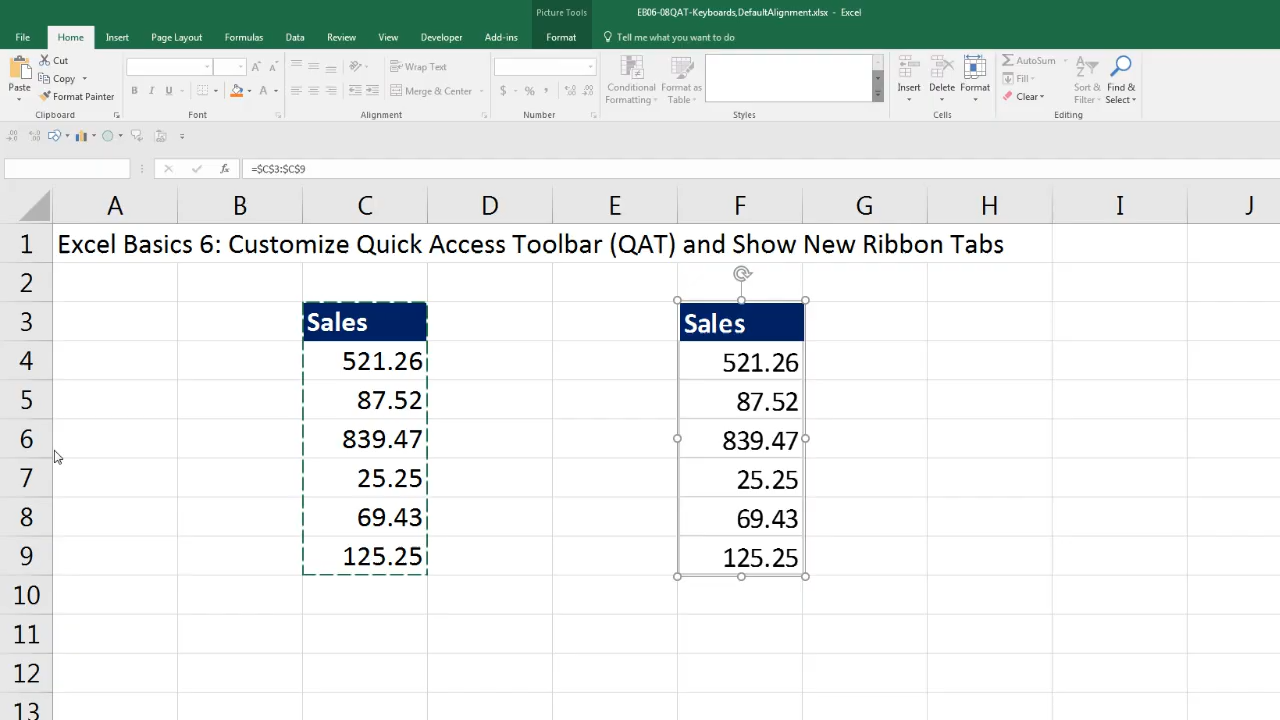 Picture Tools
EB06-08QAT-Keyboards,DefaultAlignment.xlsx - Excel
File Home Insert Page Layout Formulas Data Review View Developer Add-ins Format Tell me what you want to do
Paste
Cut
Copy
Format Painter
Clipboard
B I U A
A A
Font
Wrap Text
Merge & Center
Alignment
$ % ,
Number
Conditional Formatting
Format as Table
Styles
Insert Delete Format
Cells
AutoSum
Fill
Clear
Sort & Filter
Find & Select
Editing
fx =$C$3:$C$9
A B C D E F G H I J
1 Excel Basics 6: Customize Quick Access Toolbar (QAT) and Show New Ribbon Tabs
2
3 Sales Sales
4 521.26 521.26
5 87.52 87.52
6 839.47 839.47
7 25.25 25.25
8 69.43 69.43
9 125.25 125.25
10
11
12
13